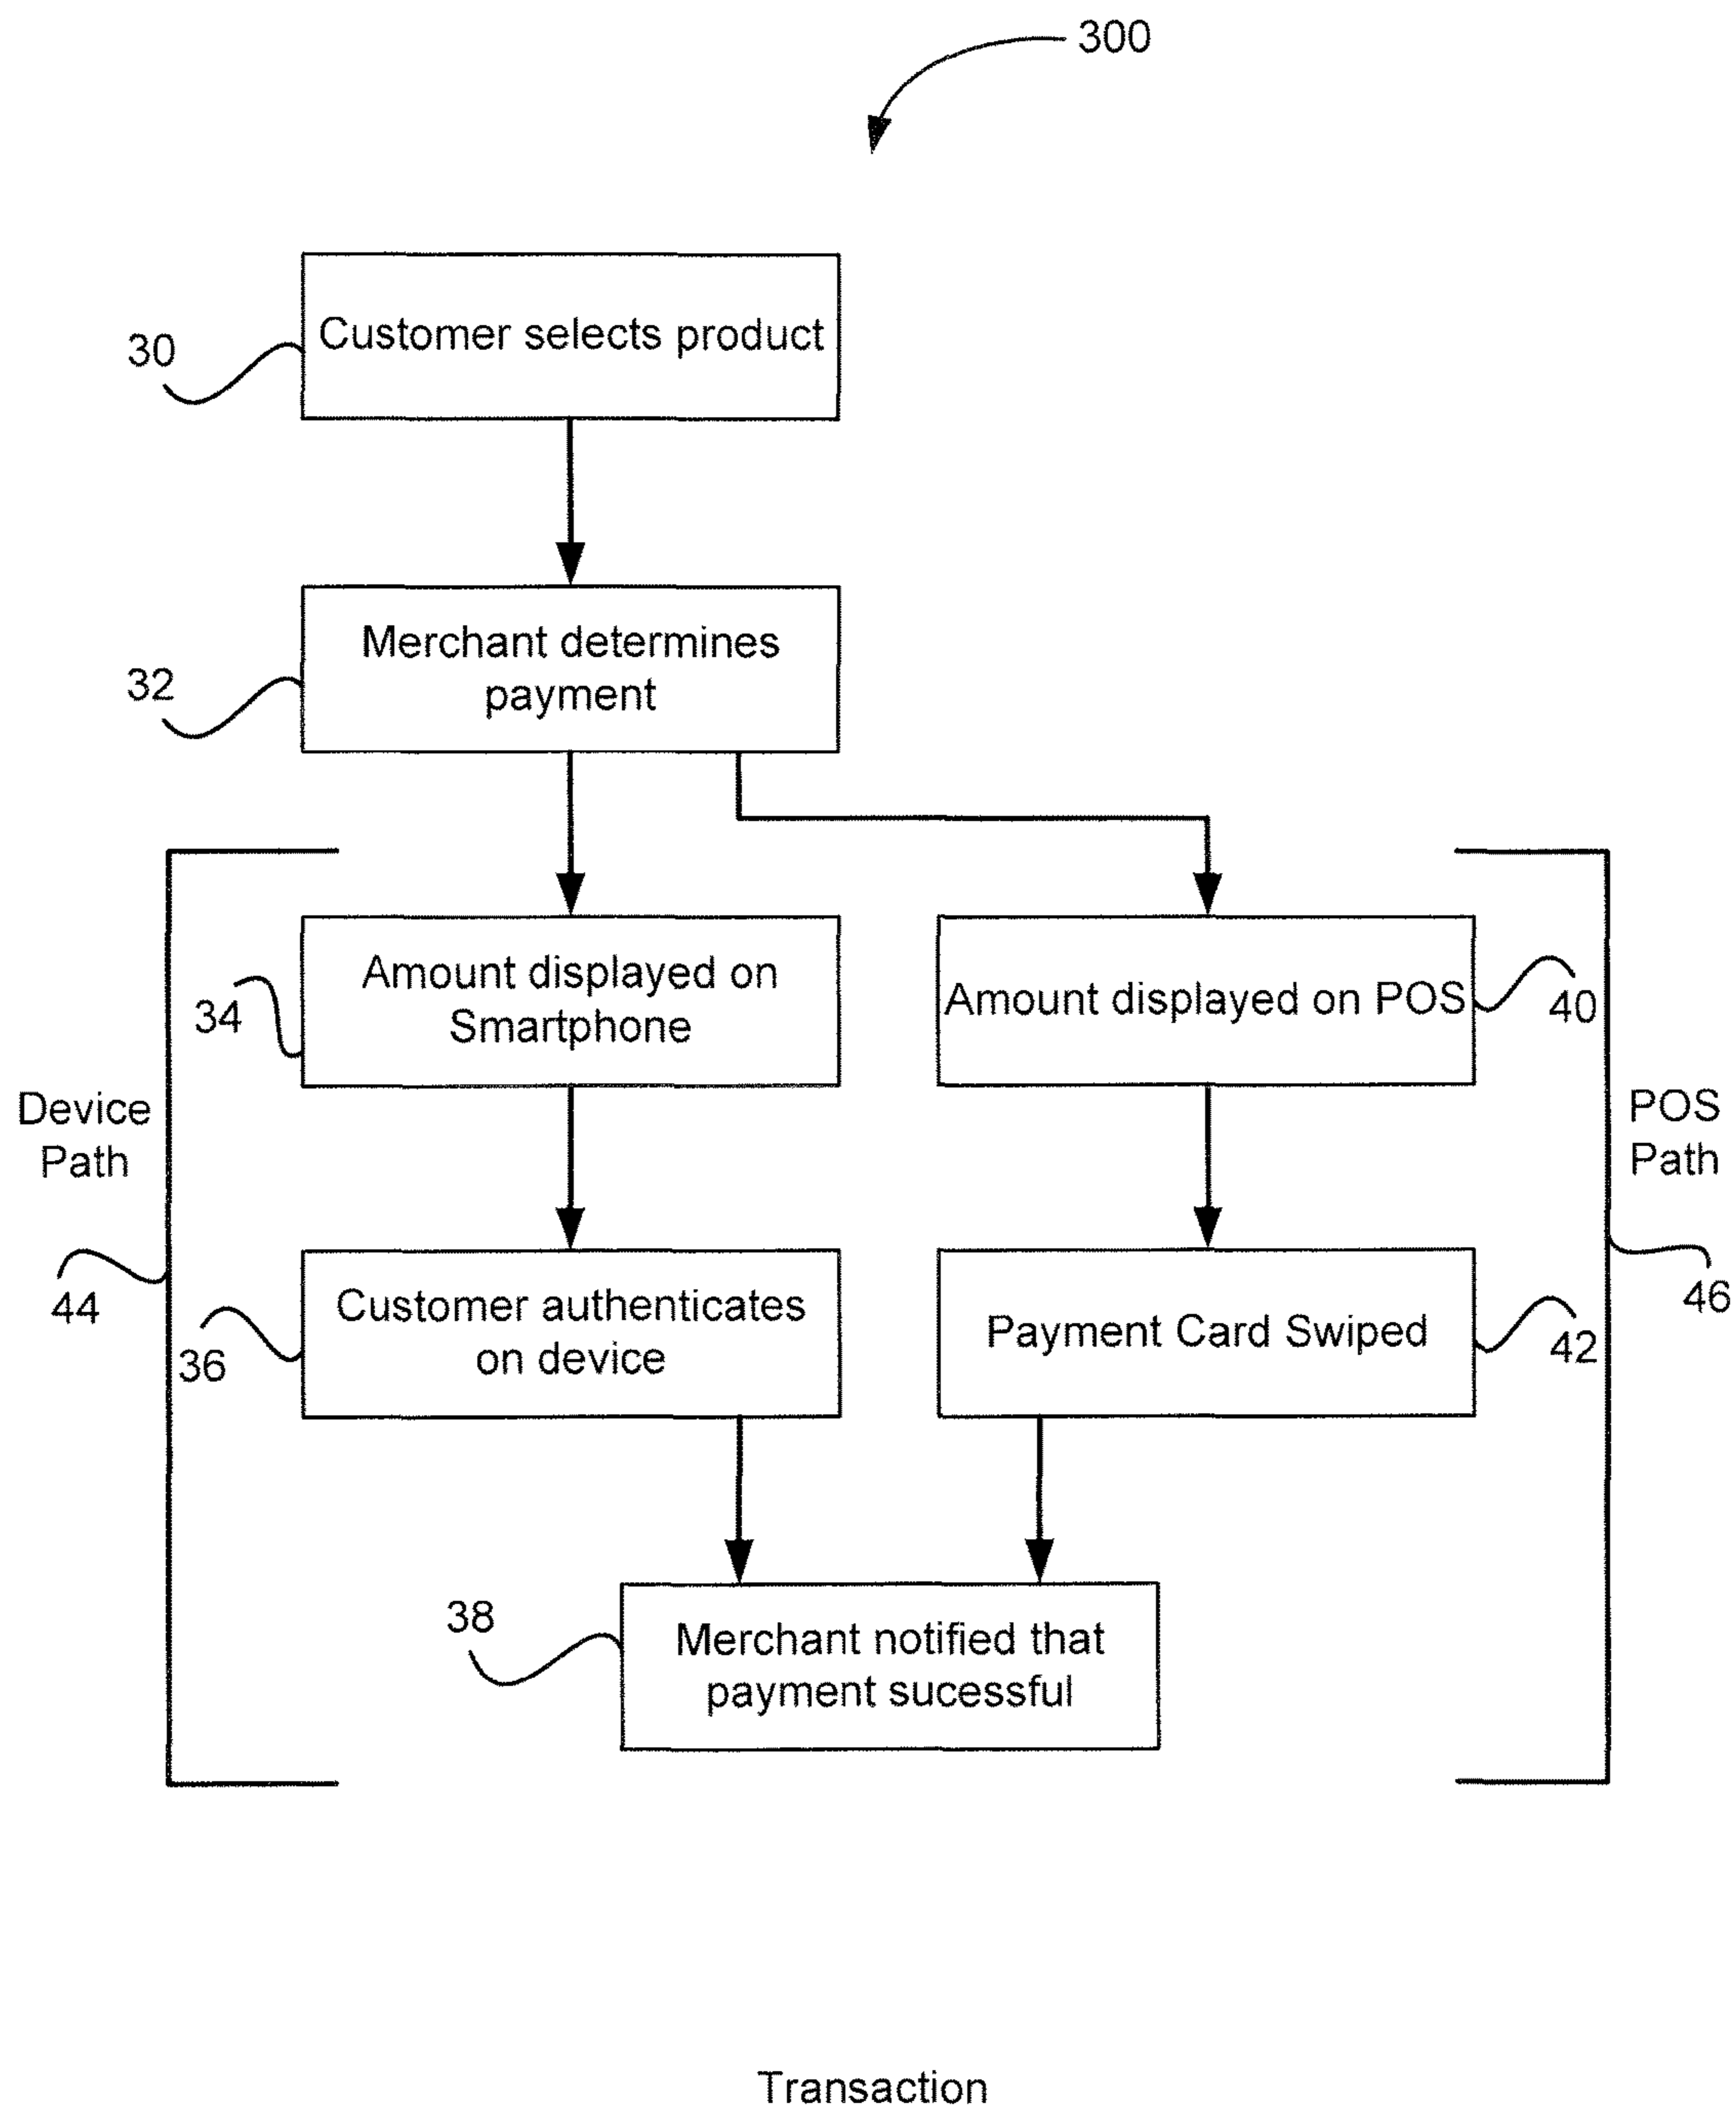 300
30
Customer selects product
32
Merchant determines
payment
34
Amount displayed on
Smartphone
Amount displayed on POS
40
Device
Path
POS
Path
44
36
Customer authenticates
on device
Payment Card Swiped
42
46
38
Merchant notified that
payment sucessful
Transaction